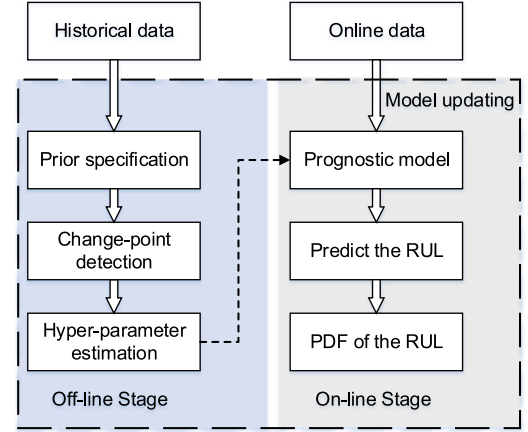 Historical data
Online data
Model updating
Prior specification
Prognostic model
Change-point
detection
Predict the RUL
Hyper-parameter
estimation
PDF of the RUL
Off-line Stage
On-line Stage